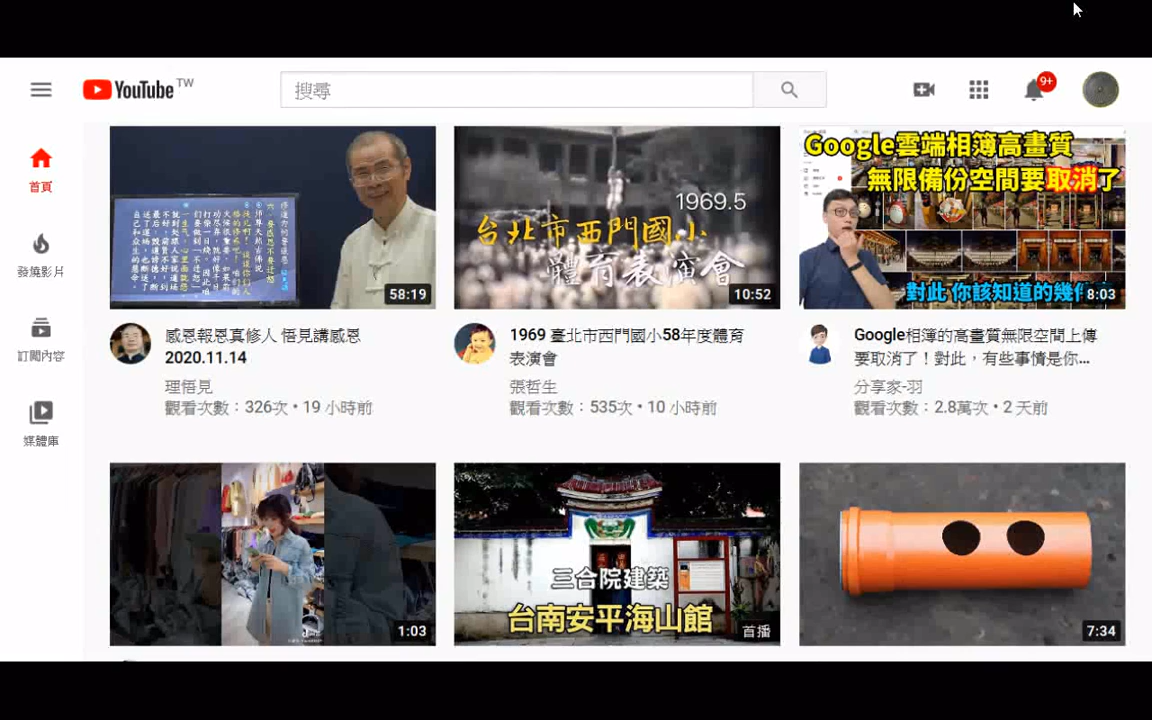 YouTube TW
搜尋
9+
首頁
發燒影片
訂閱內容
媒體庫
58:19
感恩報恩真修人 悟見講感恩
2020.11.14
理悟見
觀看次數：326次 • 19 小時前
1969.5
台北市西門國小
體育表演會
10:52
1969 臺北市西門國小58年度體育
表演會
張哲生
觀看次數：535次 • 10 小時前
Google雲端相簿高畫質
無限備份空間要取消了
對此 你該知道的幾件
8:03
Google相簿的高畫質無限空間上傳
要取消了！對此，有些事情是你...
分享家-羽
觀看次數：2.8萬次 • 2 天前
1:03
三合院建築
台南安平海山館
首播
7:34